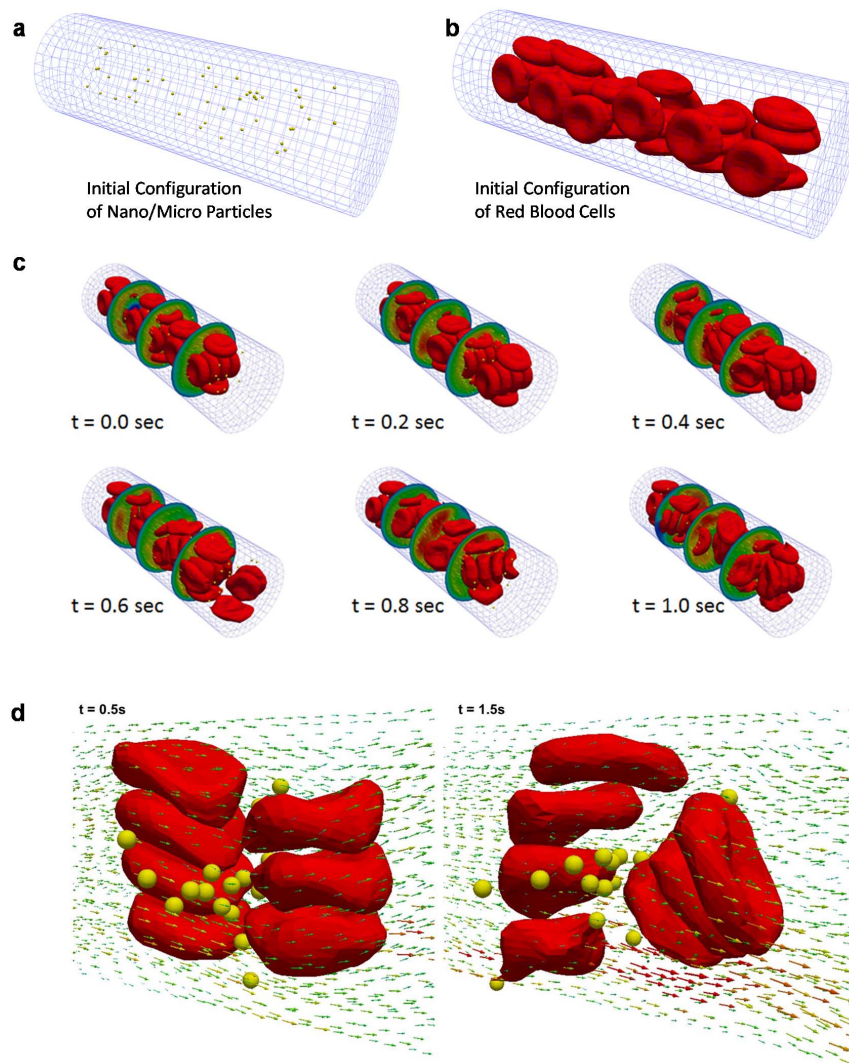 a
b
Initial Configuration
of Nano/Micro Particles
Initial Configuration
of Red Blood Cells
c
t = 0.0 sec
t = 0.2 sec
t = 0.4 sec
t = 0.6 sec
t = 0.8 sec
t = 1.0 sec
d
t = 0.5s
t = 1.5s